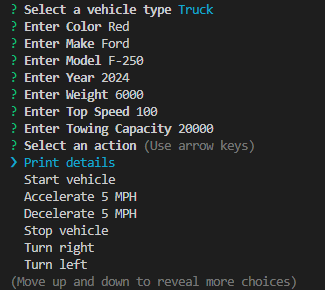 ? Select a vehicle type Truck
? Enter Color Red
? Enter Make Ford
? Enter Model F-250
? Enter Year 2024
? Enter Weight 6000
? Enter Top Speed 100
? Enter Towing Capacity 20000
? Select an action (Use arrow keys)
❯ Print details
Start vehicle
Accelerate 5 MPH
Decelerate 5 MPH
Stop vehicle
Turn right
Turn left
(Move up and down to reveal more choices)